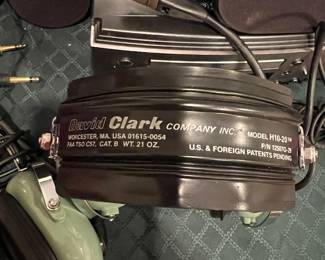 David Clark COMPANY INC.® MODEL H10-20™
WORCESTER, MA. USA 01615-0054
FAA TSO C57, CAT. B WT. 21 OZ.
U.S. & FOREIGN PATENTS PENDING